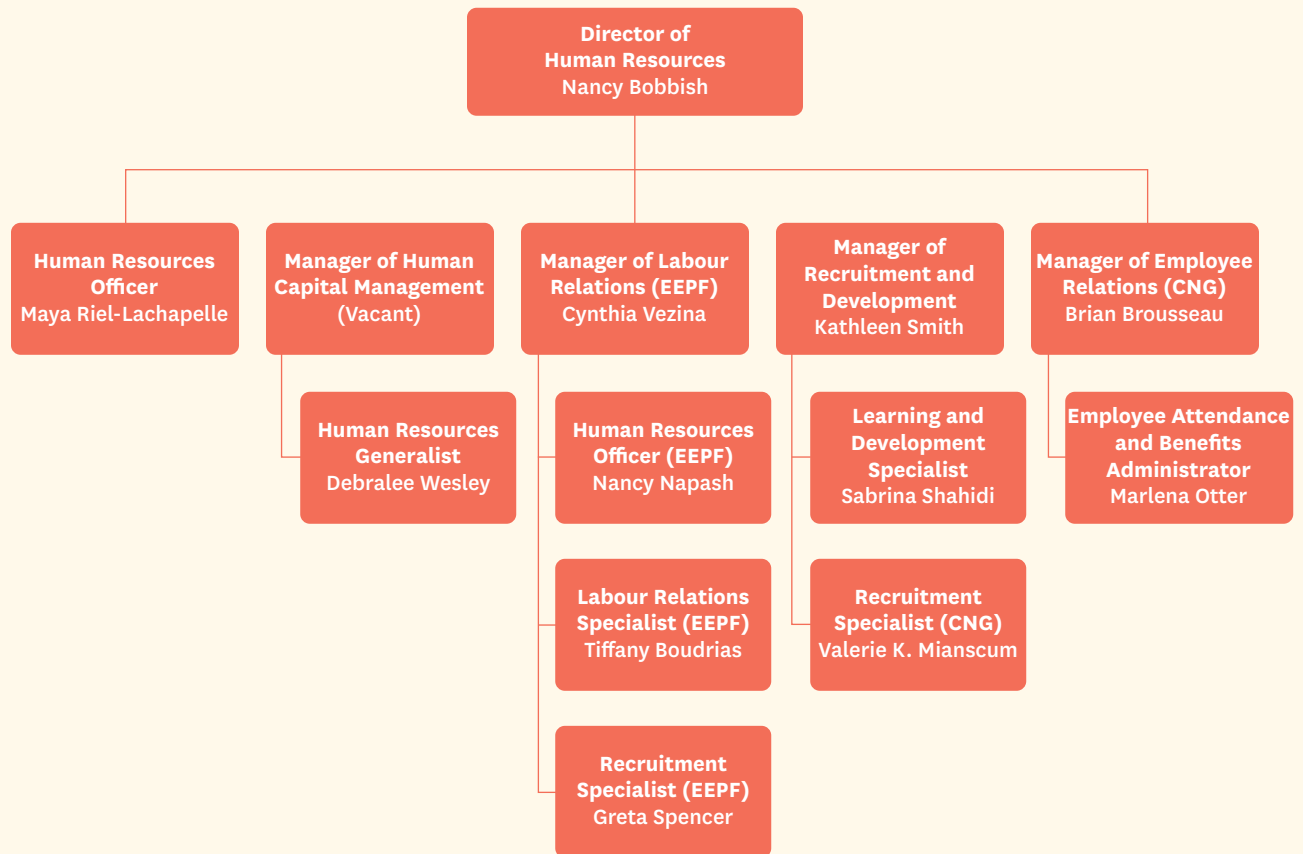 Director of
Human Resources
Nancy Bobbish
Human Resources
Officer
Maya Riel-Lachapelle
Manager of Human
Capital Management
(Vacant)
Manager of Labour
Relations (EEPF)
Cynthia Vezina
Manager of
Recruitment and
Development
Kathleen Smith
Manager of Employee
Relations (CNG)
Brian Brousseau
Human Resources
Generalist
Debralee Wesley
Human Resources
Officer (EEPF)
Nancy Napash
Learning and
Development
Specialist
Sabrina Shahidi
Employee Attendance
and Benefits
Administrator
Marlena Otter
Labour Relations
Specialist (EEPF)
Tiffany Boudrias
Recruitment
Specialist (CNG)
Valerie K. Mianscum
Recruitment
Specialist (EEPF)
Greta Spencer